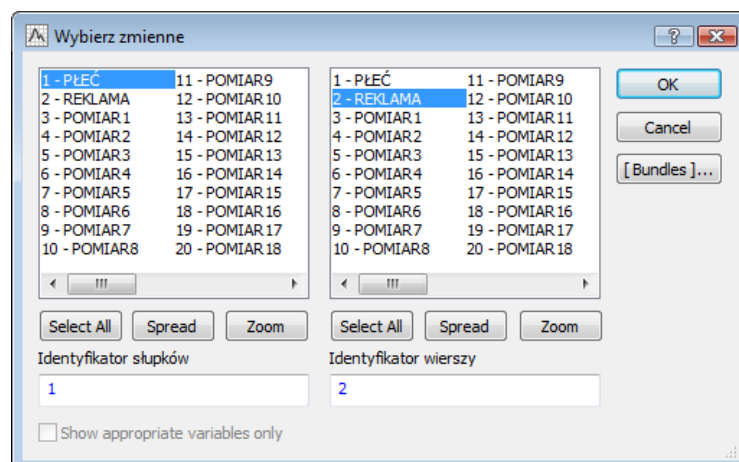 Wybierz zmienne
1 - PŁEĆ 11 - POMIAR9
2 - REKLAMA 12 - POMIAR10
3 - POMIAR1 13 - POMIAR11
4 - POMIAR2 14 - POMIAR12
5 - POMIAR3 15 - POMIAR13
6 - POMIAR4 16 - POMIAR14
7 - POMIAR5 17 - POMIAR15
8 - POMIAR6 18 - POMIAR16
9 - POMIAR7 19 - POMIAR17
10 - POMIAR8 20 - POMIAR18
1 - PŁEĆ 11 - POMIAR9
2 - REKLAMA 12 - POMIAR10
3 - POMIAR1 13 - POMIAR11
4 - POMIAR2 14 - POMIAR12
5 - POMIAR3 15 - POMIAR13
6 - POMIAR4 16 - POMIAR14
7 - POMIAR5 17 - POMIAR15
8 - POMIAR6 18 - POMIAR16
9 - POMIAR7 19 - POMIAR17
10 - POMIAR8 20 - POMIAR18
OK
Cancel
[ Bundles ]...
Select All Spread Zoom
Select All Spread Zoom
Identyfikator słupków
Identyfikator wierszy
1
2
Show appropriate variables only